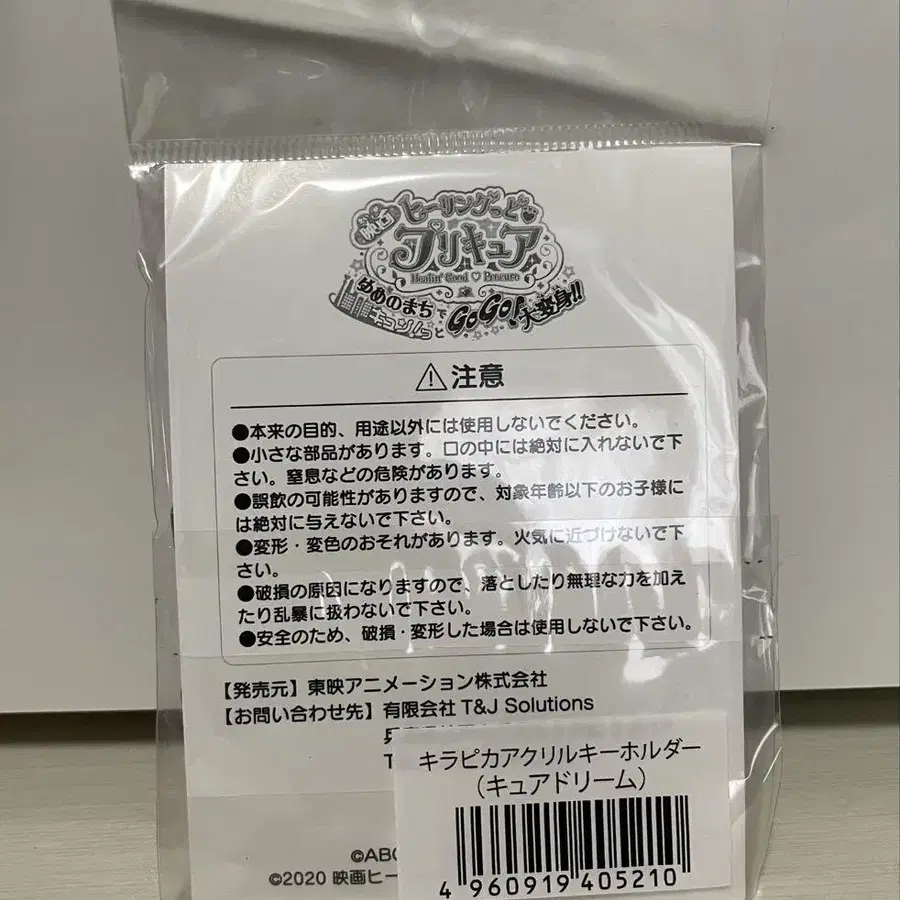 映画
ヒーリングっど♥
プリキュア
Healin' Good ♡ Precure
ゆめのまちで
キュン!っと GoGo! 大変身!!
⚠注意
●本来の目的、用途以外には使用しないでください。
●小さな部品があります。口の中には絶対に入れないで下
さい。窒息などの危険があります。
●誤飲の可能性がありますので、対象年齢以下のお子様に
は絶対に与えないで下さい。
●変形・変色のおそれがあります。火気に近づけないで下
さい。
●破損の原因になりますので、落としたり無理な力を加え
たり乱暴に扱わないで下さい。
●安全のため、破損・変形した場合は使用しないで下さい。
【発売元】東映アニメーション株式会社
【お問い合わせ先】有限会社 T&J Solutions
T
キラピカアクリルキーホルダー
（キュアドリーム）
©ABC
©2020 映画ヒー
4 960919 405210